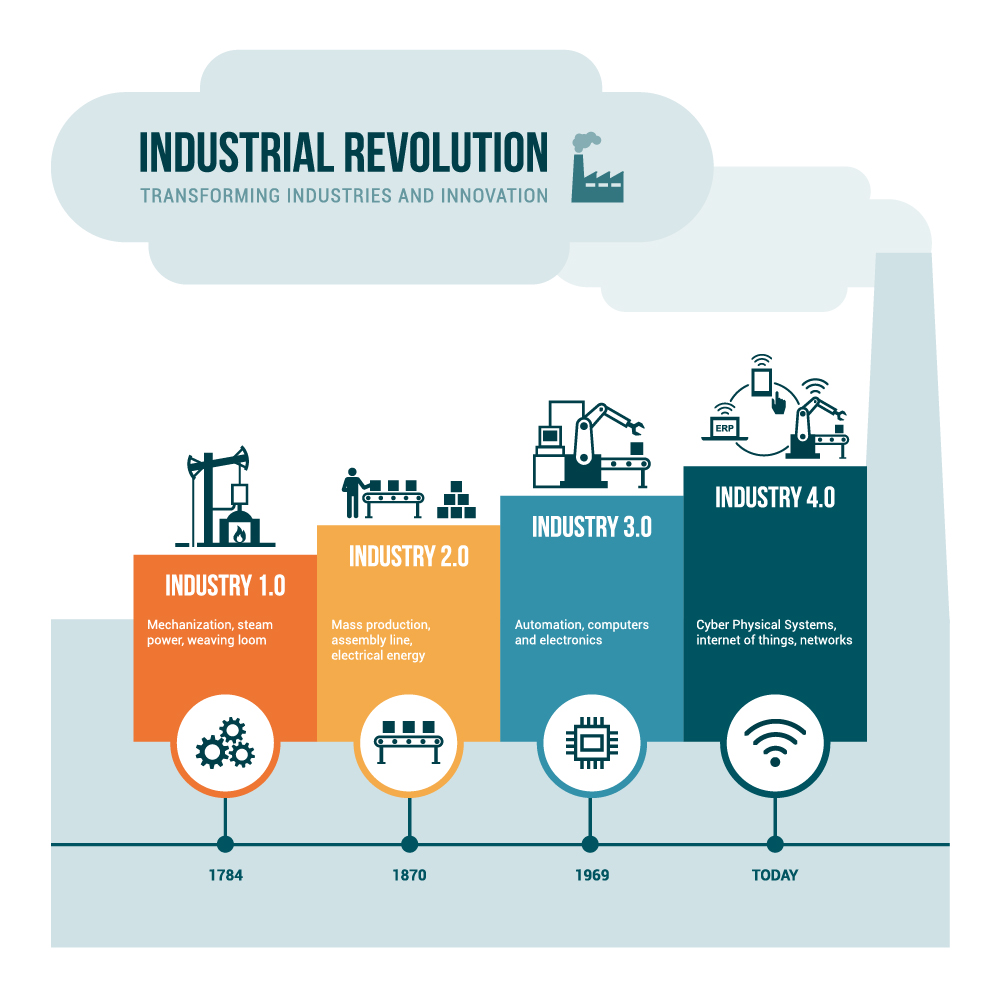 INDUSTRIAL REVOLUTION
TRANSFORMING INDUSTRIES AND INNOVATION
ERP
INDUSTRY 1.0
Mechanization, steam
power, weaving loom
INDUSTRY 2.0
Mass production,
assembly line,
electrical energy
INDUSTRY 3.0
Automation, computers
and electronics
INDUSTRY 4.0
Cyber Physical Systems,
internet of things, networks
1784
1870
1969
TODAY